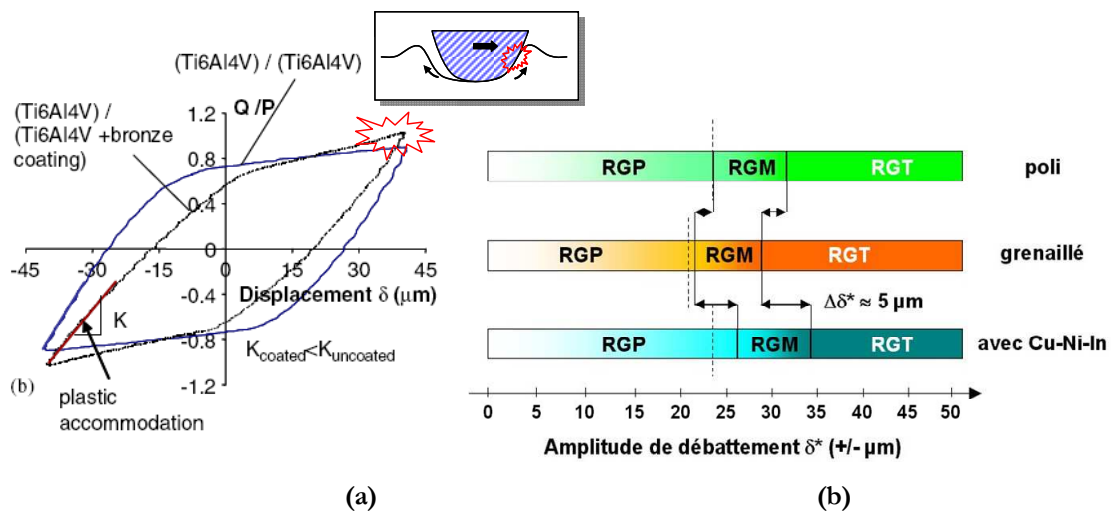 (Ti6Al4V) / (Ti6Al4V)
(Ti6Al4V) /
(Ti6Al4V +bronze
coating)
Q /P
1.2
0.8
0.4
0
-0.4
-0.8
-1.2
-45 -30 -15 0 15 30 45
Displacement δ (μm)
K
K_coated<K_uncoated
(b)
plastic
accommodation
(a)
RGP RGM RGT poli
RGP RGM RGT grenaillé
Δδ* ≈ 5 μm
RGP RGM RGT avec Cu-Ni-In
0 5 10 15 20 25 30 35 40 45 50
Amplitude de débattement δ* (+/- μm)
(b)